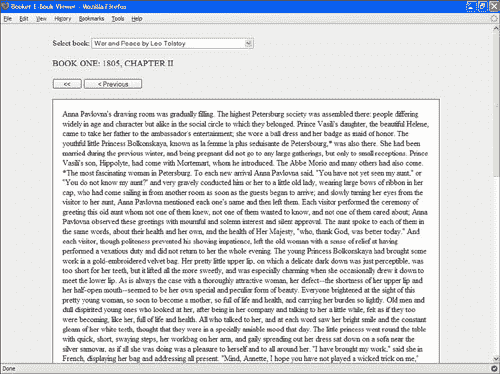 Booker E-Book Viewer - Mozilla Firefox
File Edit View History Bookmarks Tools Help
Select book: War and Peace by Leo Tolstoy
BOOK ONE: 1805, CHAPTER II
<< < Previous
Anna Pavlovna's drawing room was gradually filling. The highest Petersburg society was assembled there: people differing
widely in age and character but alike in the social circle to which they belonged. Prince Vasili's daughter, the beautiful Helene,
came to take her father to the ambassador's entertainment; she wore a ball dress and her badge as maid of honor. The
youthful little Princess Bolkonskaya, known as la femme la plus seduisante de Petersbourg,* was also there. She had been
married during the previous winter, and being pregnant did not go to any large gatherings, but only to small receptions. Prince
Vasili's son, Hippolyte, had come with Mortemart, whom he introduced. The Abbe Morio and many others had also come.
*The most fascinating woman in Petersburg. To each new arrival Anna Pavlovna said, "You have not yet seen my aunt," or
"You do not know my aunt?" and very gravely conducted him or her to a little old lady, wearing large bows of ribbon in her
cap, who had come sailing in from another room as soon as the guests began to arrive; and slowly turning her eyes from the
visitor to her aunt, Anna Pavlovna mentioned each one's name and then left them. Each visitor performed the ceremony of
greeting this old aunt whom not one of them knew, not one of them wanted to know, and not one of them cared about; Anna
Pavlovna observed these greetings with mournful and solemn interest and silent approval. The aunt spoke to each of them in
the same words, about their health and her own, and the health of Her Majesty, "who, thank God, was better today." And
each visitor, though politeness prevented his showing impatience, left the old woman with a sense of relief at having
performed a vexatious duty and did not return to her the whole evening. The young Princess Bolkonskaya had brought some
work in a gold-embroidered velvet bag. Her pretty little upper lip, on which a delicate dark down was just perceptible, was
too short for her teeth, but it lifted all the more sweetly, and was especially charming when she occasionally drew it down to
meet the lower lip. As is always the case with a thoroughly attractive woman, her defect--the shortness of her upper lip and
her half-open mouth--seemed to be her own special and peculiar form of beauty. Everyone brightened at the sight of this
pretty young woman, so soon to become a mother, so full of life and health, and carrying her burden so lightly. Old men and
dull dispirited young ones who looked at her, after being in her company and talking to her a little while, felt as if they too
were becoming, like her, full of life and health. All who talked to her, and at each word saw her bright smile and the constant
gleam of her white teeth, thought that they were in a specially amiable mood that day. The little princess went round the table
with quick, short, swaying steps, her workbag on her arm, and gaily spreading out her dress sat down on a sofa near the
silver samovar, as if all she was doing was a pleasure to herself and to all around her. "I have brought my work," said she in
French, displaying her bag and addressing all present. "Mind, Annette, I hope you have not played a wicked trick on me,"
Done